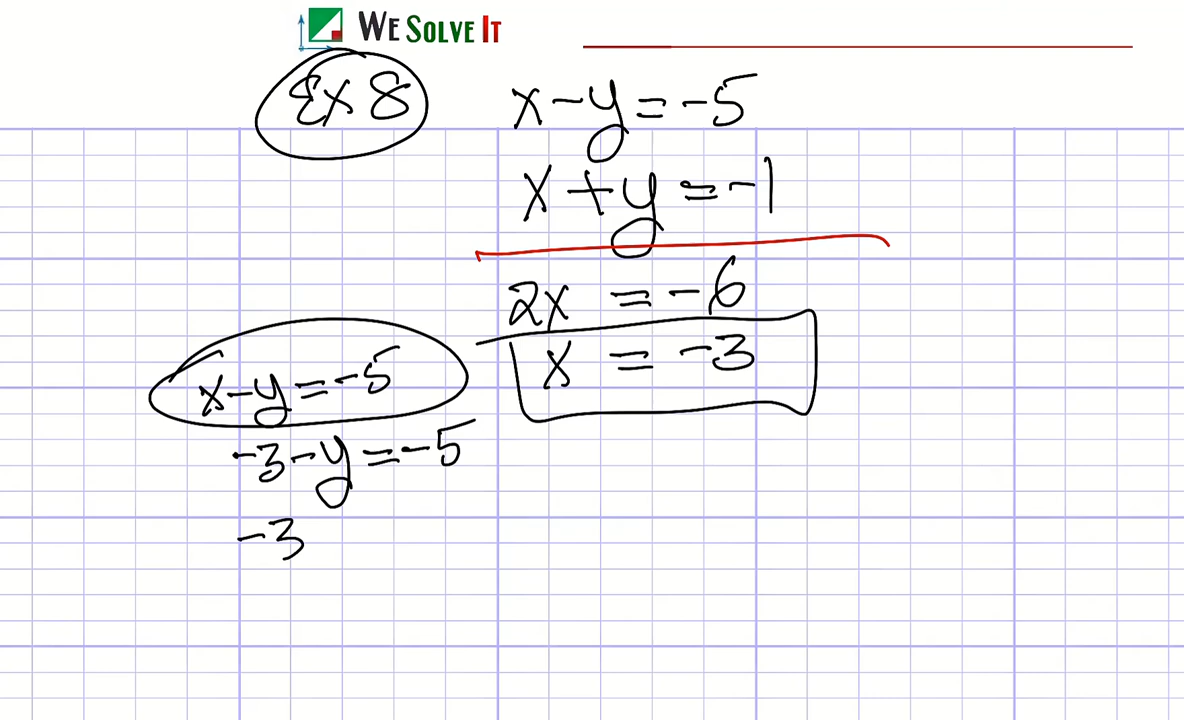 WE SOLVE IT
Ex 8
x - y = -5
x + y = -1
2x = -6
x = -3
x - y = -5
-3 - y = -5
-3